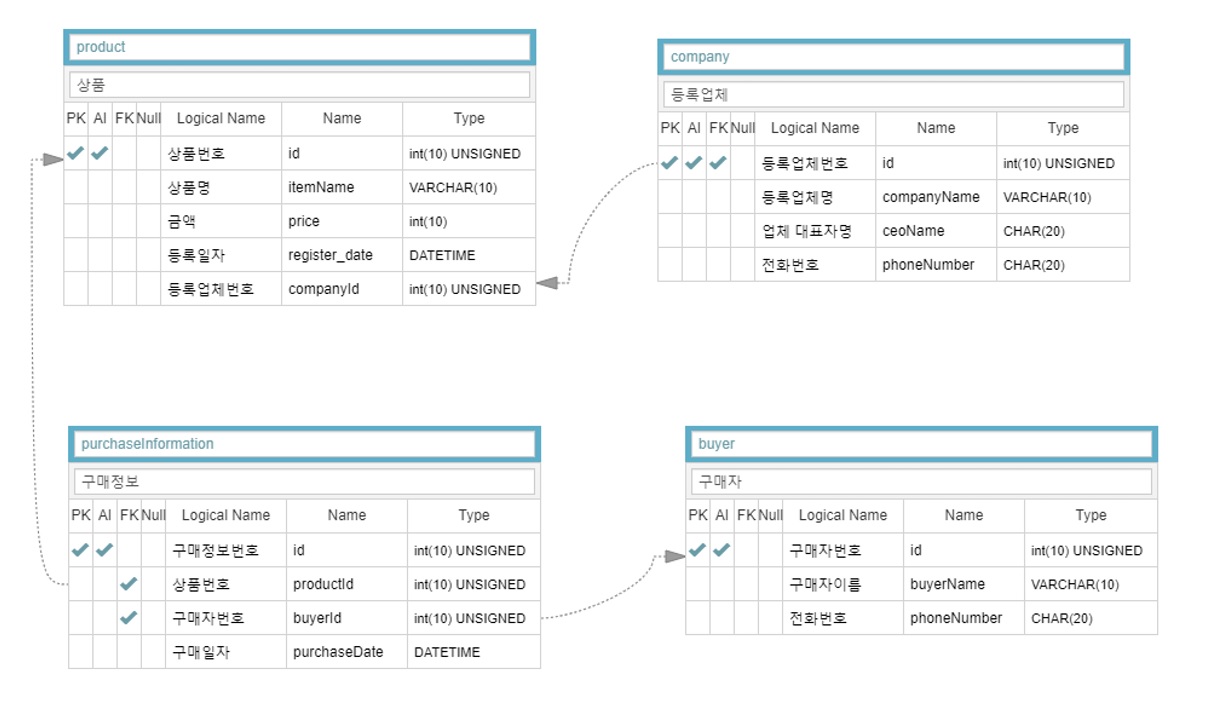 product
상품
PK AI FK Null Logical Name Name Type
상품번호 id int(10) UNSIGNED
상품명 itemName VARCHAR(10)
금액 price int(10)
등록일자 register_date DATETIME
등록업체번호 companyId int(10) UNSIGNED
company
등록업체
PK AI FK Null Logical Name Name Type
등록업체번호 id int(10) UNSIGNED
등록업체명 companyName VARCHAR(10)
업체 대표자명 ceoName CHAR(20)
전화번호 phoneNumber CHAR(20)
purchaseInformation
구매정보
PK AI FK Null Logical Name Name Type
구매정보번호 id int(10) UNSIGNED
상품번호 productId int(10) UNSIGNED
구매자번호 buyerId int(10) UNSIGNED
구매일자 purchaseDate DATETIME
buyer
구매자
PK AI FK Null Logical Name Name Type
구매자번호 id int(10) UNSIGNED
구매자이름 buyerName VARCHAR(10)
전화번호 phoneNumber CHAR(20)